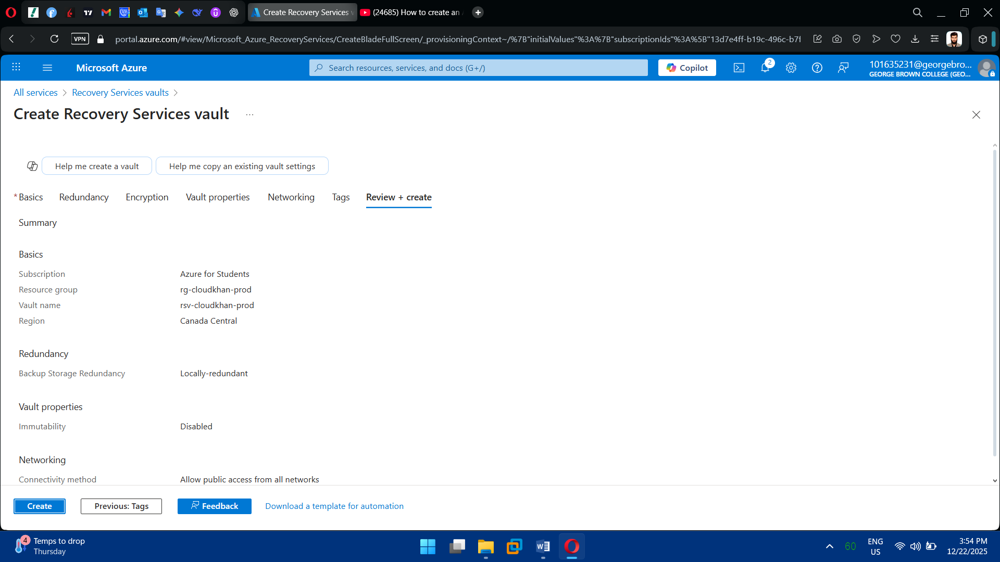 Create Recovery Services v
(24685) How to create an
VPN
portal.azure.com/#view/Microsoft_Azure_RecoveryServices/CreateBladeFullScreen/_provisioningContext~/%7B"initialValues"%3A%7B"subscriptionIds"%3A%5B"13d7e4ff-b19c-496c-b7f
Microsoft Azure
Search resources, services, and docs (G+/)
Copilot
2
101635231@georgebro...
GEORGE BROWN COLLEGE (GEO...
All services > Recovery Services vaults >
Create Recovery Services vault ...
Help me create a vault
Help me copy an existing vault settings
* Basics Redundancy Encryption Vault properties Networking Tags Review + create
Summary
Basics
Subscription Azure for Students
Resource group rg-cloudkhan-prod
Vault name rsv-cloudkhan-prod
Region Canada Central
Redundancy
Backup Storage Redundancy Locally-redundant
Vault properties
Immutability Disabled
Networking
Connectivity method Allow public access from all networks
Create
Previous: Tags
Feedback
Download a template for automation
4
Temps to drop
Thursday
60
ENG
US
3:54 PM
12/22/2025